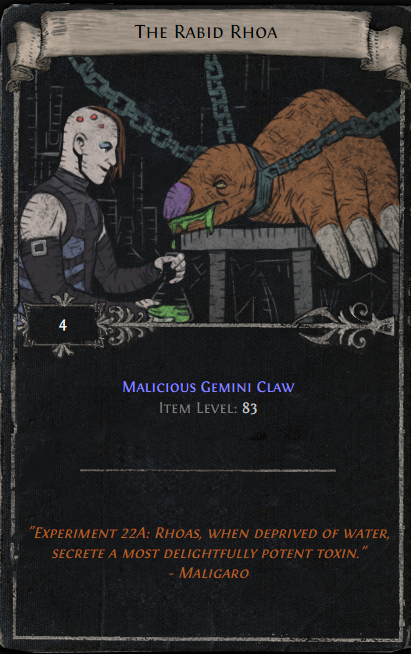 The Rabid Rhoa
4
Malicious Gemini Claw
Item Level: 83
"Experiment 22A: Rhoas, when deprived of water,
secrete a most delightfully potent toxin."
- Maligaro